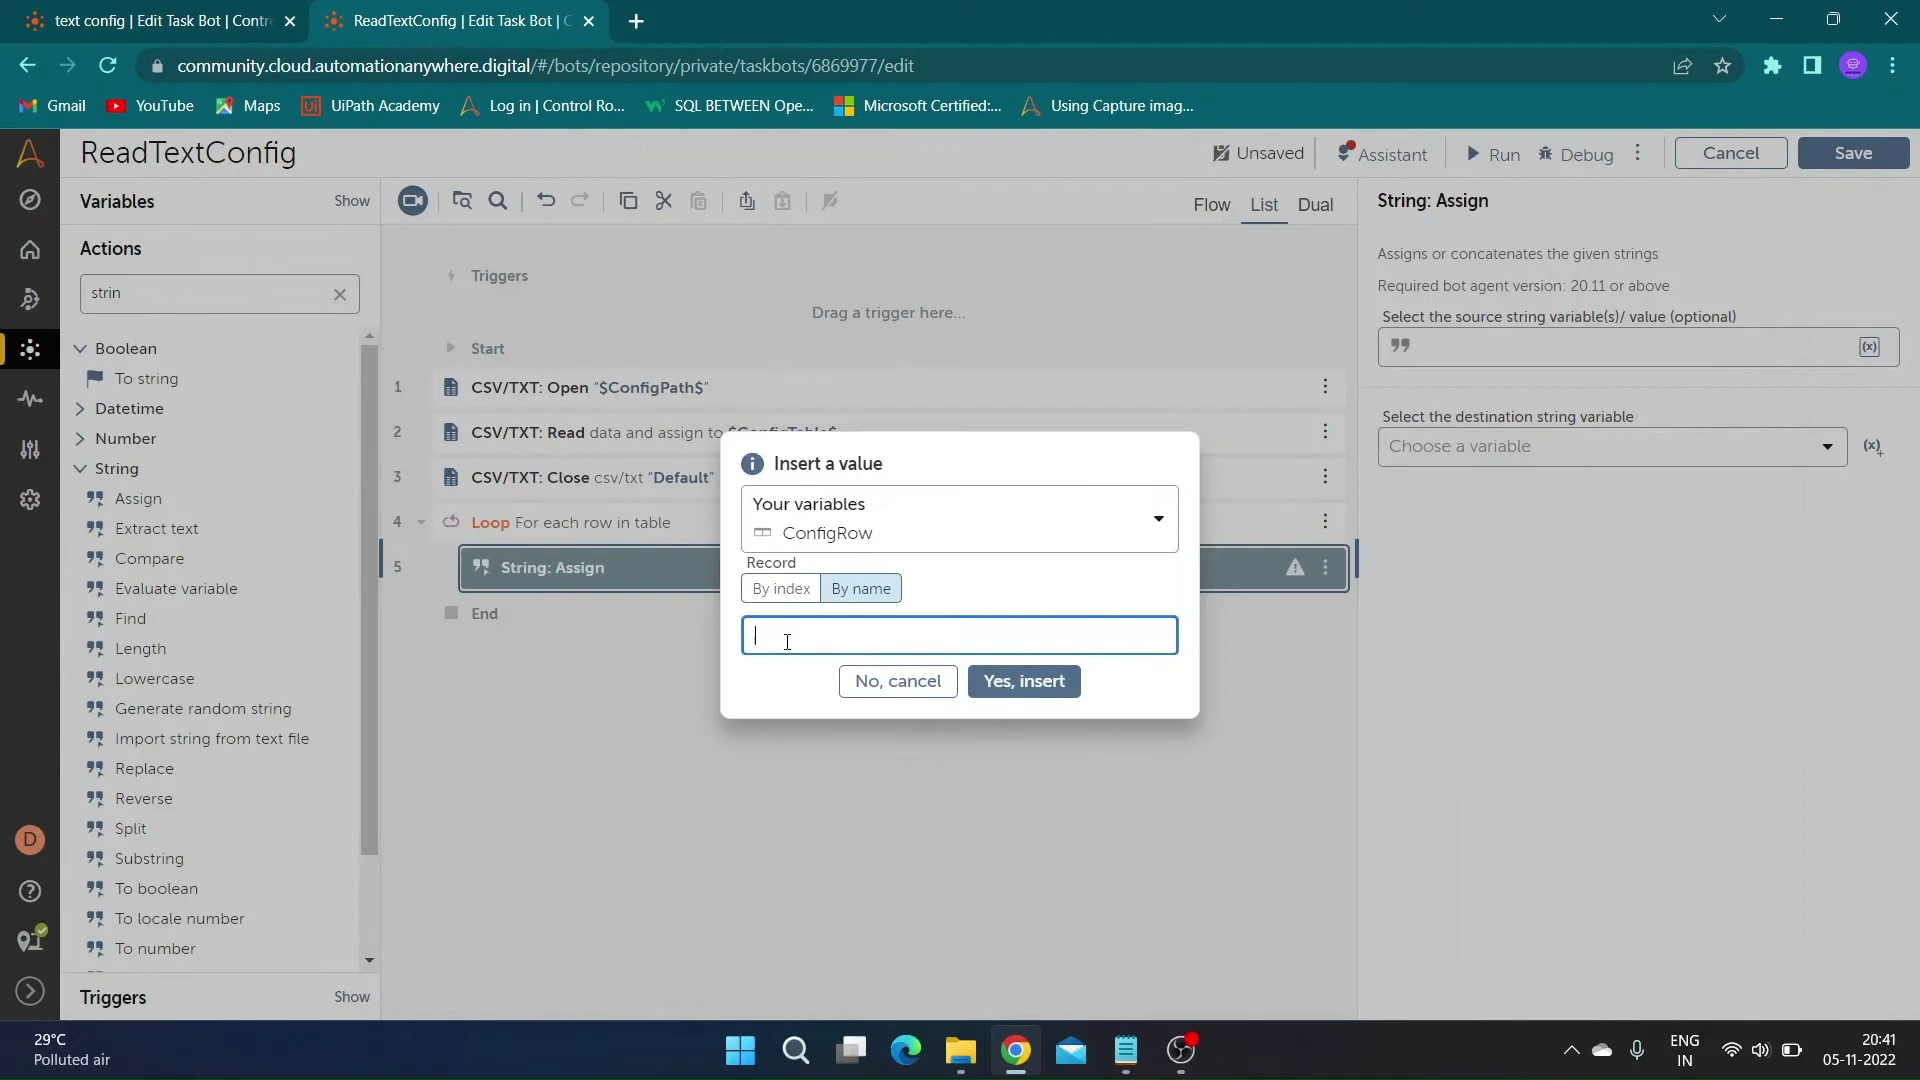 text config | Edit Task Bot | Contr
ReadTextConfig | Edit Task Bot | C
community.cloud.automationanywhere.digital/#/bots/repository/private/taskbots/6869977/edit
Gmail
YouTube
Maps
UiPath Academy
Log in | Control Ro...
SQL BETWEEN Ope...
Microsoft Certified:...
Using Capture imag...
ReadTextConfig
Unsaved
Assistant
Run
Debug
Cancel
Save
Variables
Show
Flow
List
Dual
String: Assign
Actions
strin
Triggers
Drag a trigger here...
Assigns or concatenates the given strings
Required bot agent version: 20.11 or above
Select the source string variable(s)/ value (optional)
(x)
Select the destination string variable
Choose a variable
(x)
Boolean
To string
Datetime
Number
String
Assign
Extract text
Compare
Evaluate variable
Find
Length
Lowercase
Generate random string
Import string from text file
Replace
Reverse
Split
Substring
To boolean
To locale number
To number
Triggers
Show
Start
1
CSV/TXT: Open "$ConfigPath$"
2
CSV/TXT: Read data and assign to $ConfigTable$
3
CSV/TXT: Close csv/txt "Default"
4
Loop For each row in table
5
String: Assign
End
Insert a value
Your variables
ConfigRow
Record
By index
By name
No, cancel
Yes, insert
D
29°C
Polluted air
ENG
IN
20:41
05-11-2022